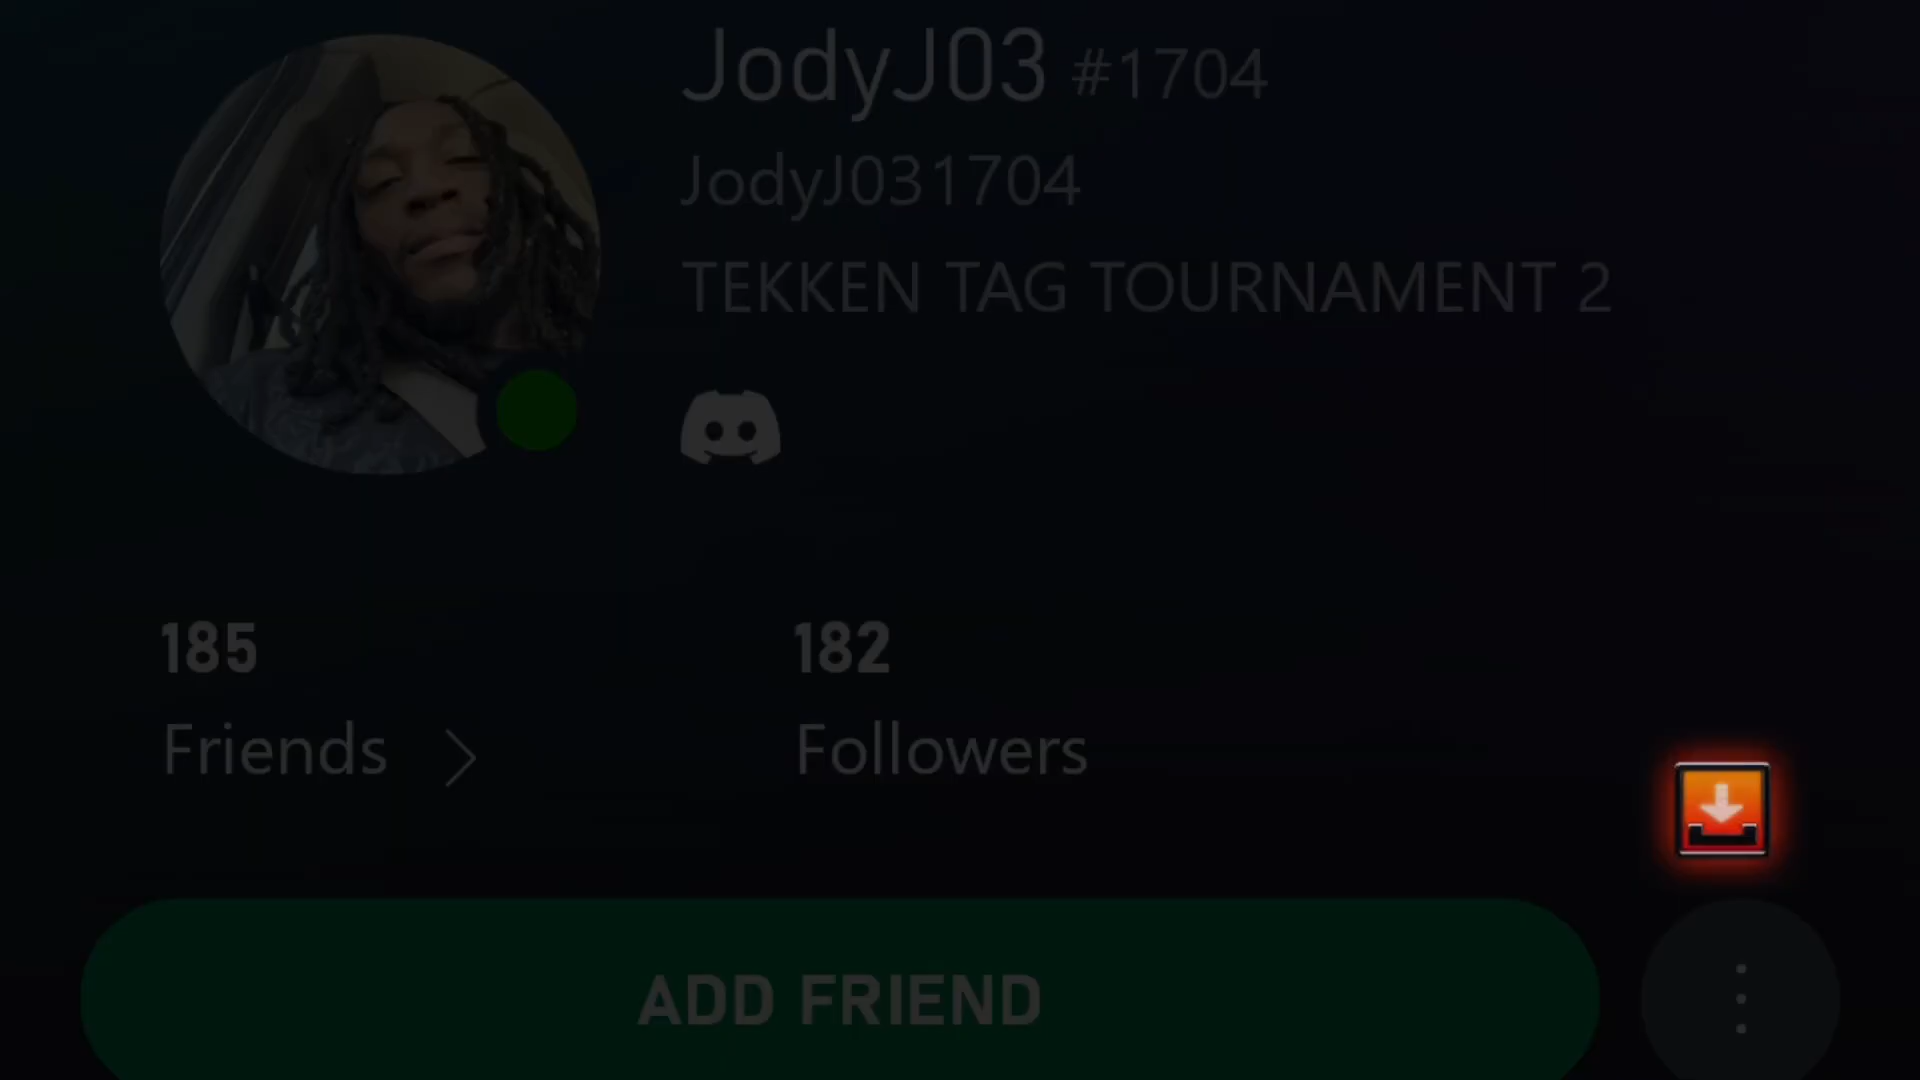 JodyJ03 #1704
JodyJ031704
TEKKEN TAG TOURNAMENT 2
185
182
Friends
Followers
ADD FRIEND